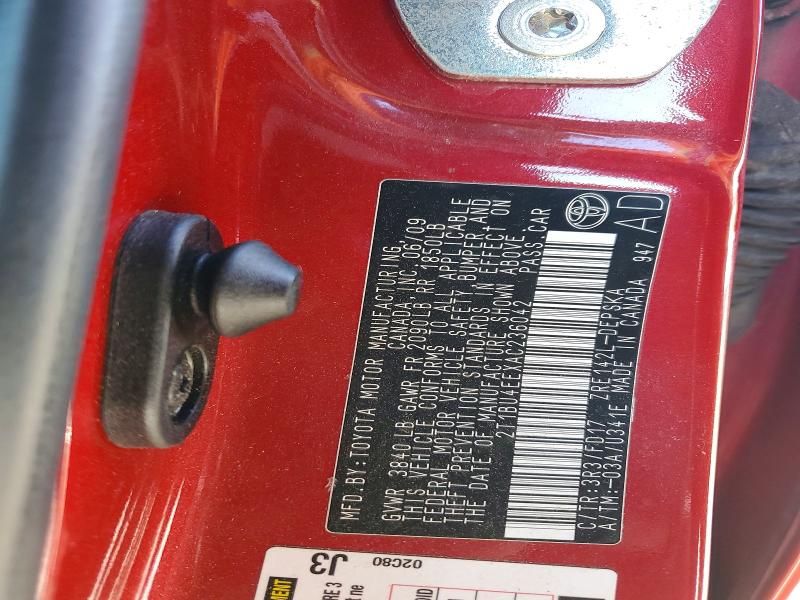 MFD.BY:TOYOTA MOTOR MANUFACTURING
CANADA, INC. 06/09
GVWR 3840 LB GAWR FR 2090LB RR 1850LB
THIS VEHICLE CONFORMS TO ALL APPLICABLE
FEDERAL MOTOR VEHICLE SAFETY, BUMPER AND
THEFT PREVENTION STANDARDS IN EFFECT ON
THE DATE OF MANUFACTURE SHOWN ABOVE.
2T1BU4EEXAC236042 PASS.CAR
C/TR:3R3/FD17 ZRE142L-DEPSKA
A/TM:-03A/U341E MADE IN CANADA 947
AD
J3
02C80